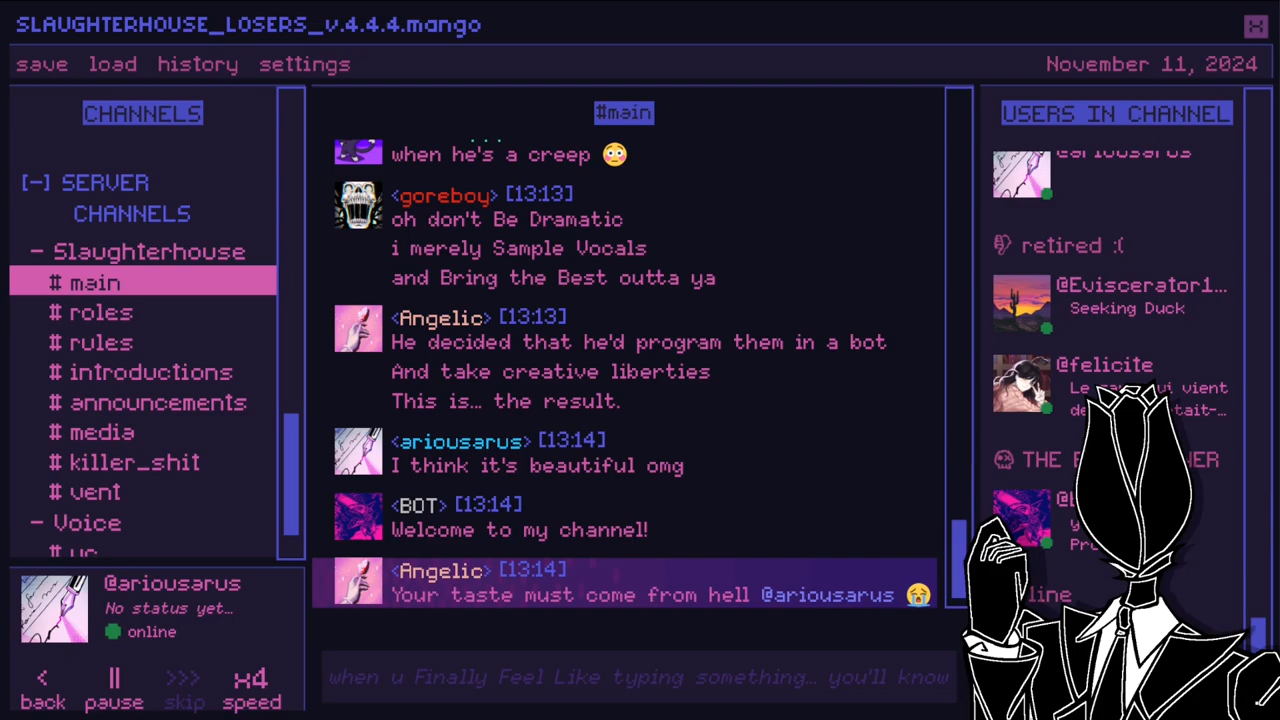 SLAUGHTERHOUSE_LOSERS_v.4.4.4.mango
x
save load history settings
November 11, 2024
CHANNELS
[-] SERVER
CHANNELS
- Slaughterhouse
# main
# roles
# rules
# introductions
# announcements
# media
# killer_shit
# vent
- Voice
# vc
@ariousarus
No status yet...
online
< || >>> x4
back pause skip speed
#main
when he's a creep 😳
<goreboy> [13:13]
oh don't Be Dramatic
i merely Sample Vocals
and Bring the Best outta ya
<Angelic> [13:13]
He decided that he'd program them in a bot
And take creative liberties
This is... the result.
<ariousarus> [13:14]
I think it's beautiful omg
<BOT> [13:14]
Welcome to my channel!
<Angelic> [13:14]
Your taste must come from hell @ariousarus 😭
when u Finally Feel Like typing something... you'll know
USERS IN CHANNEL
@ariousarus
retired :(
@Eviscerator1...
Seeking Duck
@felicite
vient
THE